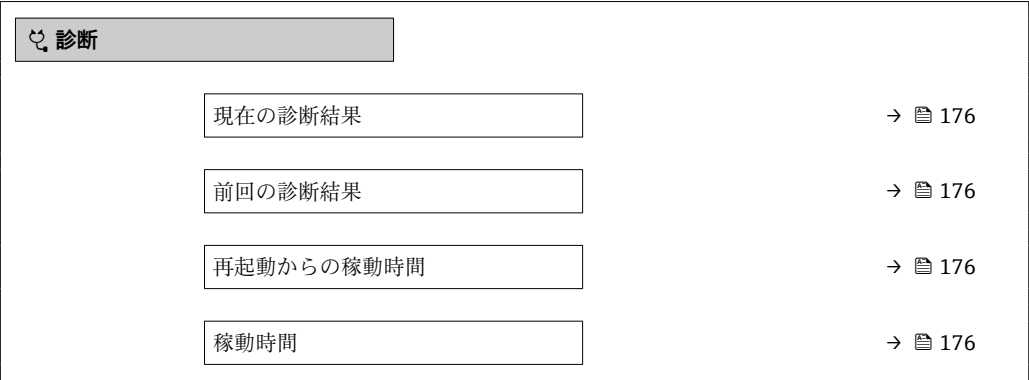 診断
現在の診断結果 → 176
前回の診断結果 → 176
再起動からの稼動時間 → 176
稼動時間 → 176